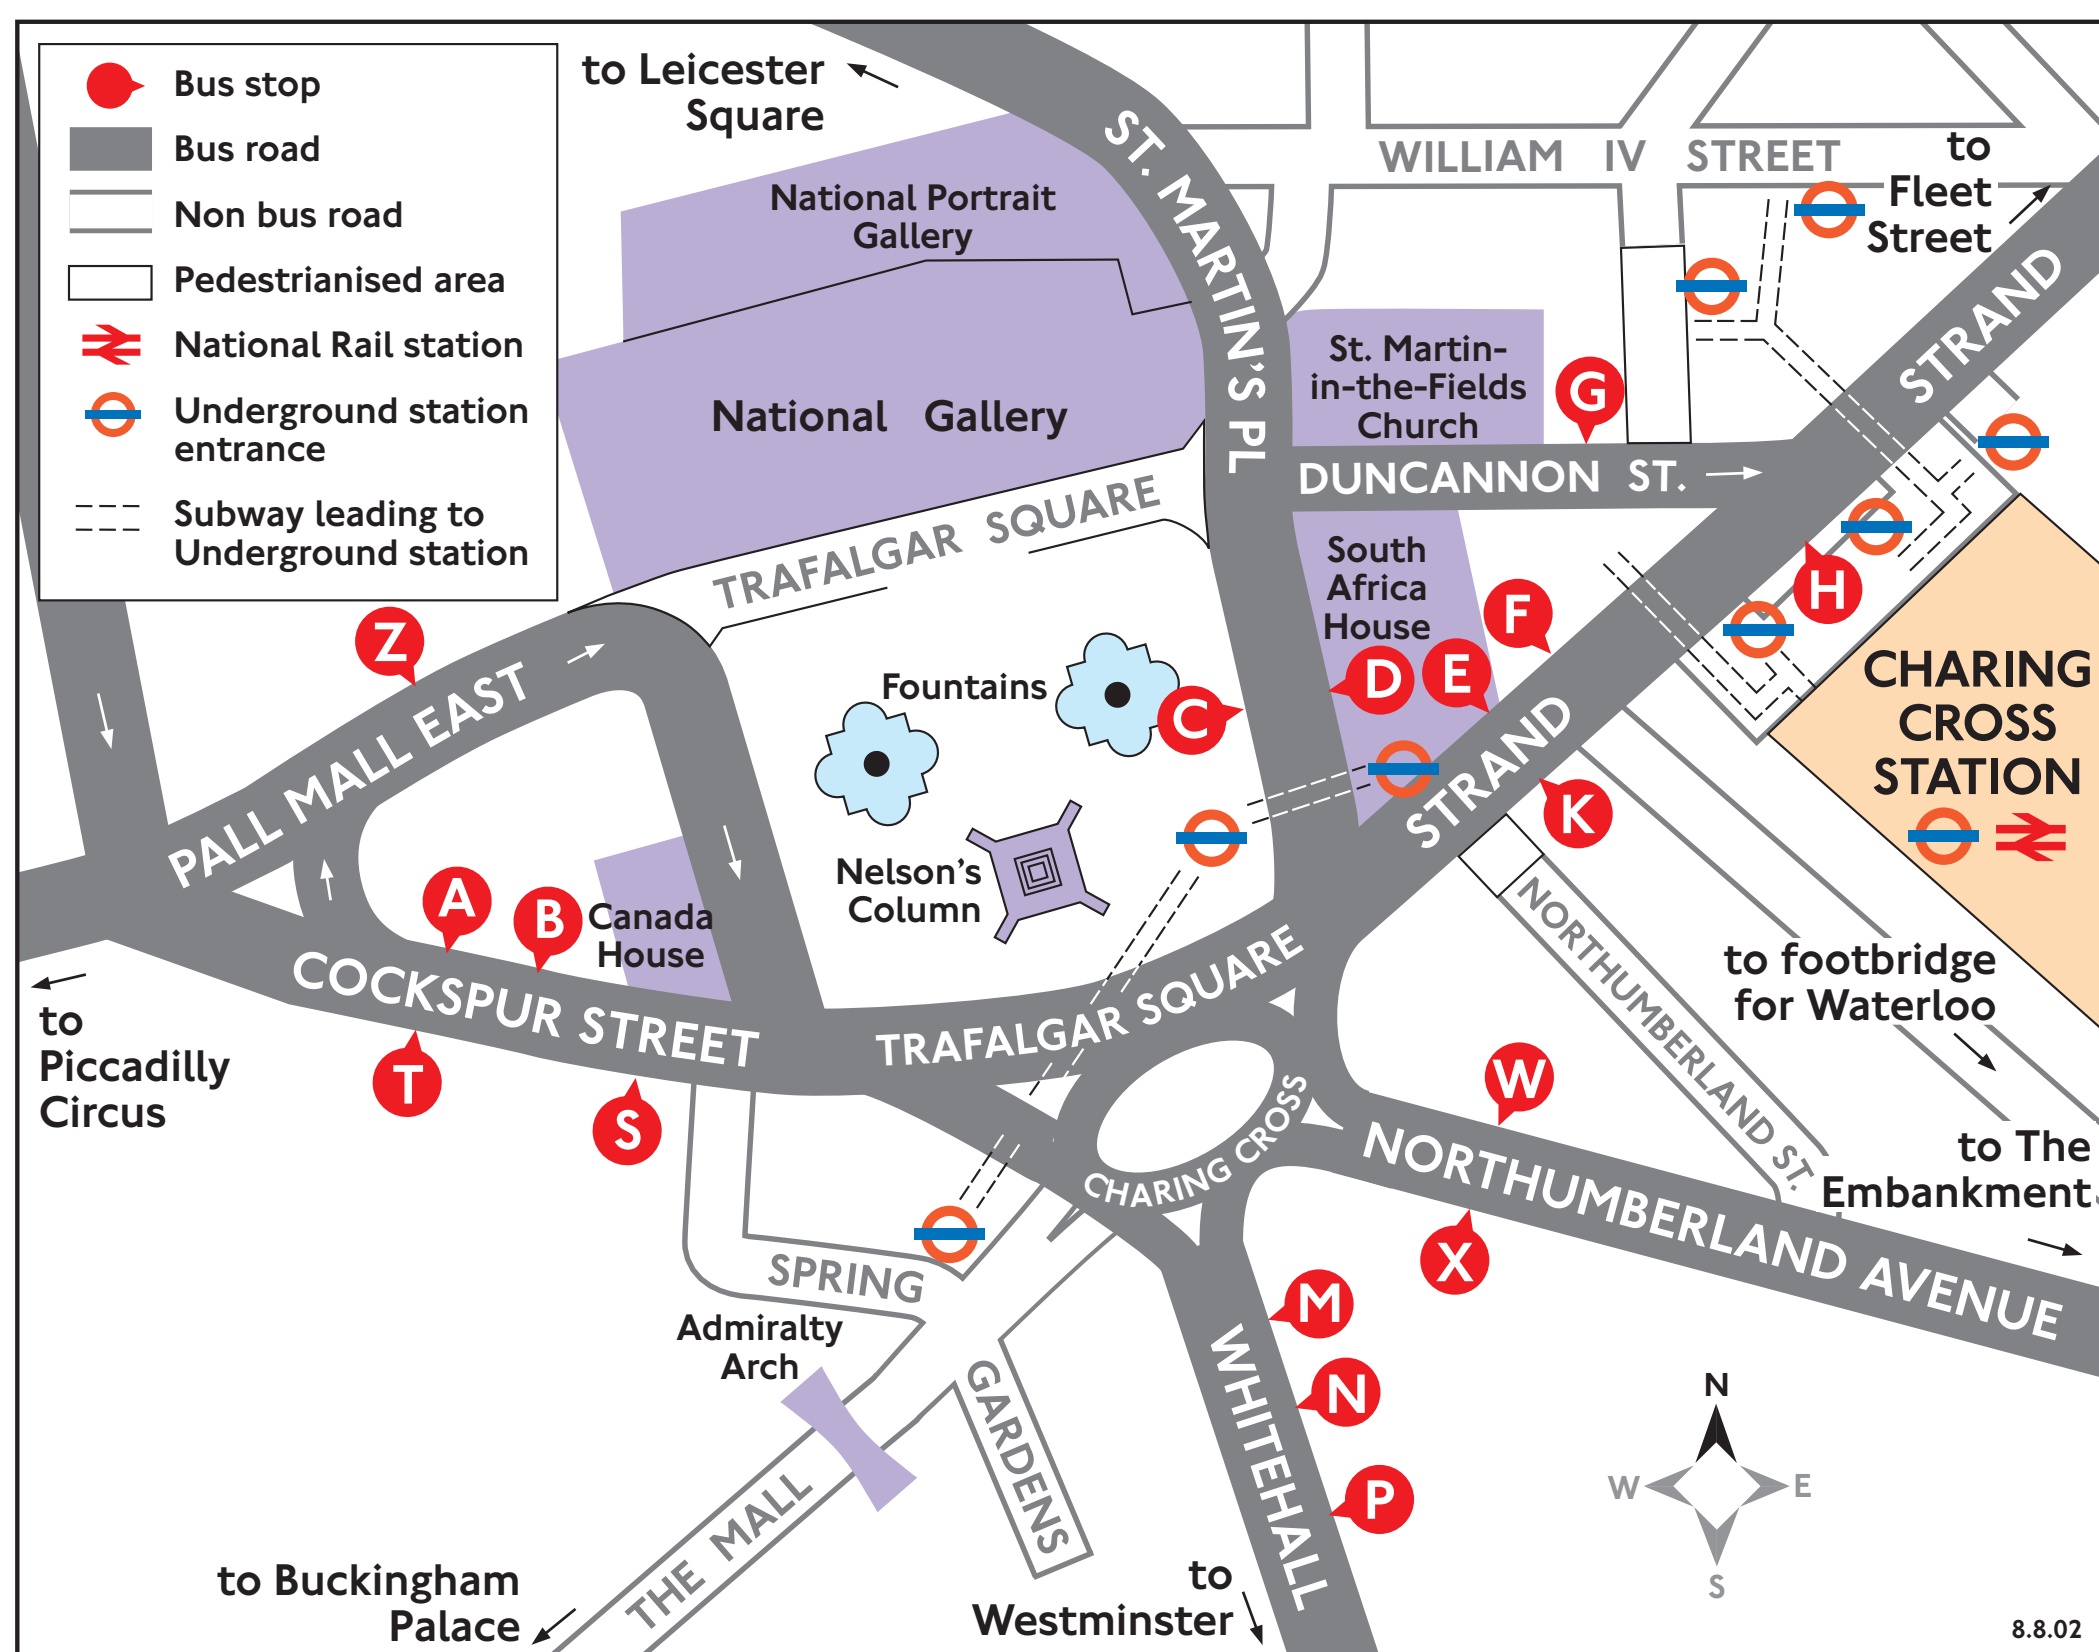 Bus stop
Bus road
Non bus road
Pedestrianised area
National Rail station
Underground station
entrance
Subway leading to
Underground station
to Leicester
Square
ST. MARTIN'S PL
WILLIAM IV STREET
to
Fleet
Street
STRAND
National Portrait
Gallery
National Gallery
St. Martin-
in-the-Fields
Church
G
DUNCANNON ST.
TRAFALGAR SQUARE
South
Africa
House
F
H
D
E
C
Z
PALL MALL EAST
Fountains
STRAND
K
CHARING
CROSS
STATION
Nelson's
Column
A
B
Canada
House
COCKSPUR STREET
TRAFALGAR SQUARE
NORTHUMBERLAND ST.
to footbridge
for Waterloo
to
Piccadilly
Circus
T
S
CHARING CROSS
W
NORTHUMBERLAND AVENUE
to The
Embankment
X
SPRING
GARDENS
Admiralty
Arch
M
N
P
WHITEHALL
THE MALL
to Buckingham
Palace
to
Westminster
N
W
E
S
8.8.02